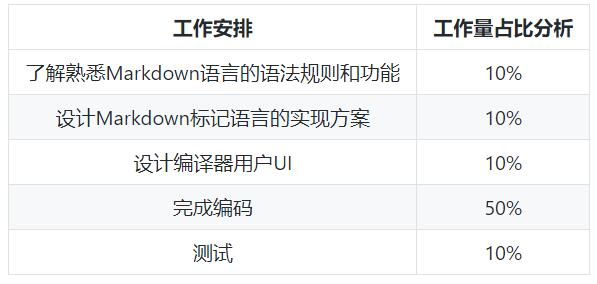 工作安排 工作量占比分析
了解熟悉Markdown语言的语法规则和功能 10%
设计Markdown标记语言的实现方案 10%
设计编译器用户UI 10%
完成编码 50%
测试 10%